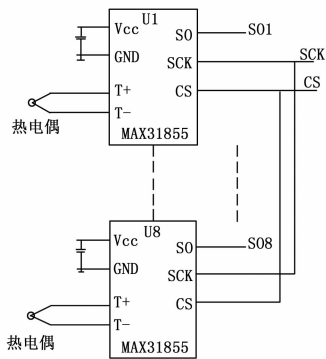 U1
Vcc
SO
SO1
GND
SCK
SCK
CS
CS
T+
T-
热电偶
MAX31855
U8
Vcc
SO
SO8
GND
SCK
CS
T+
T-
热电偶
MAX31855